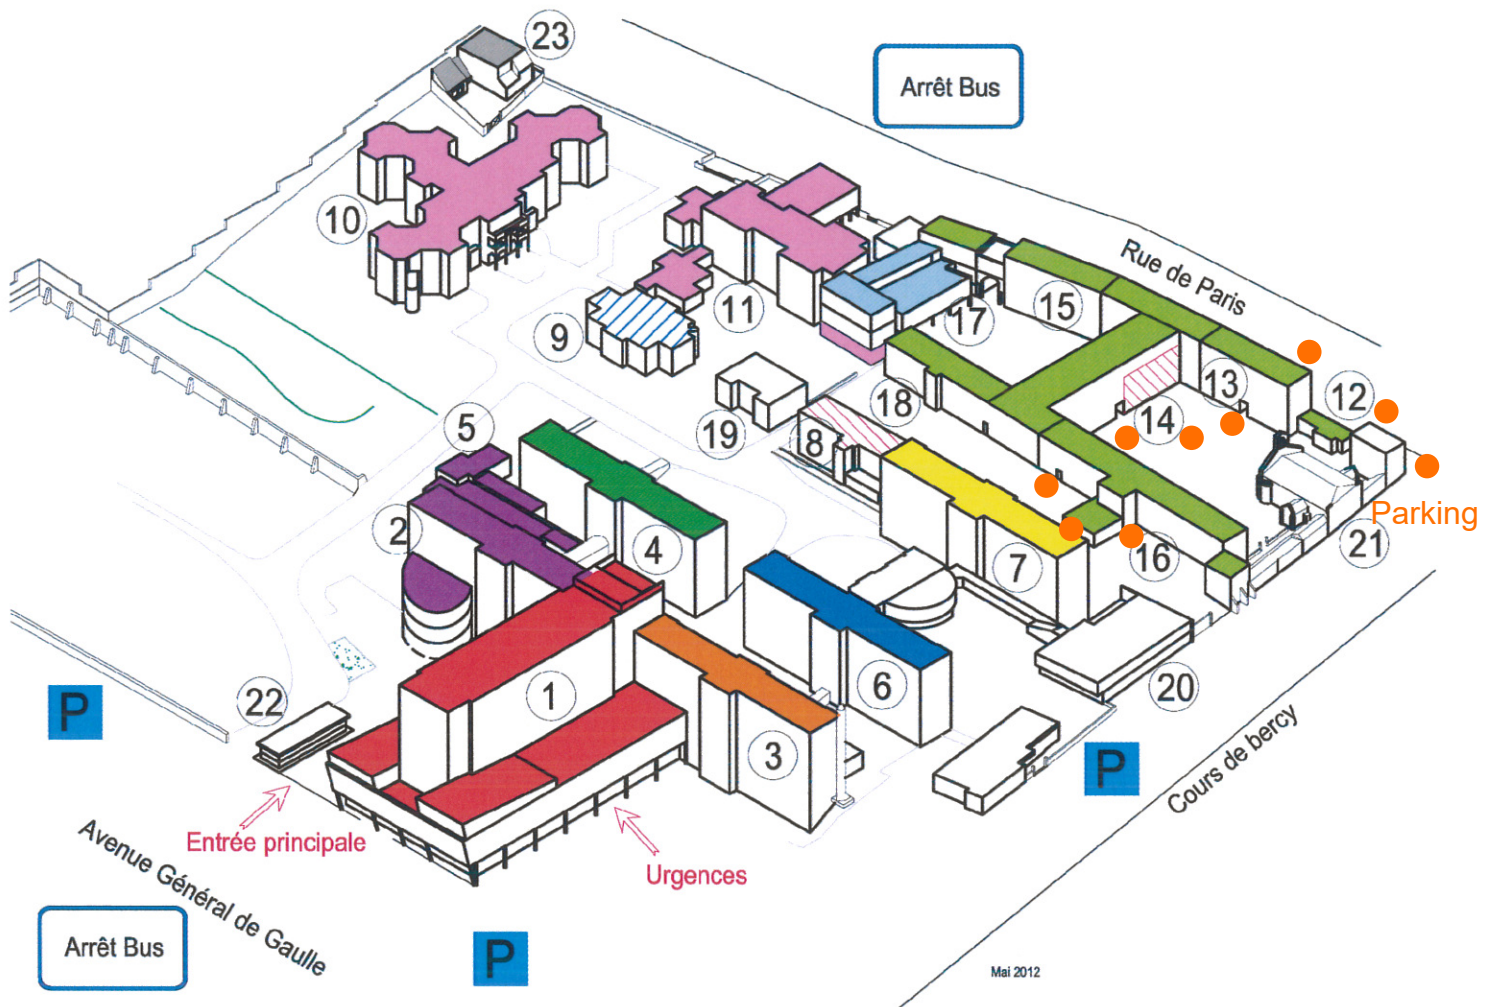 23
Arrêt Bus
10
Rue de Paris
11
17
15
9
13
12
14
18
19
8
5
2
4
7
16
Parking
21
6
20
22
1
3
P
P
Cours de bercy
Entrée principale
Urgences
Avenue Général de Gaulle
Arrêt Bus
P
Mai 2012